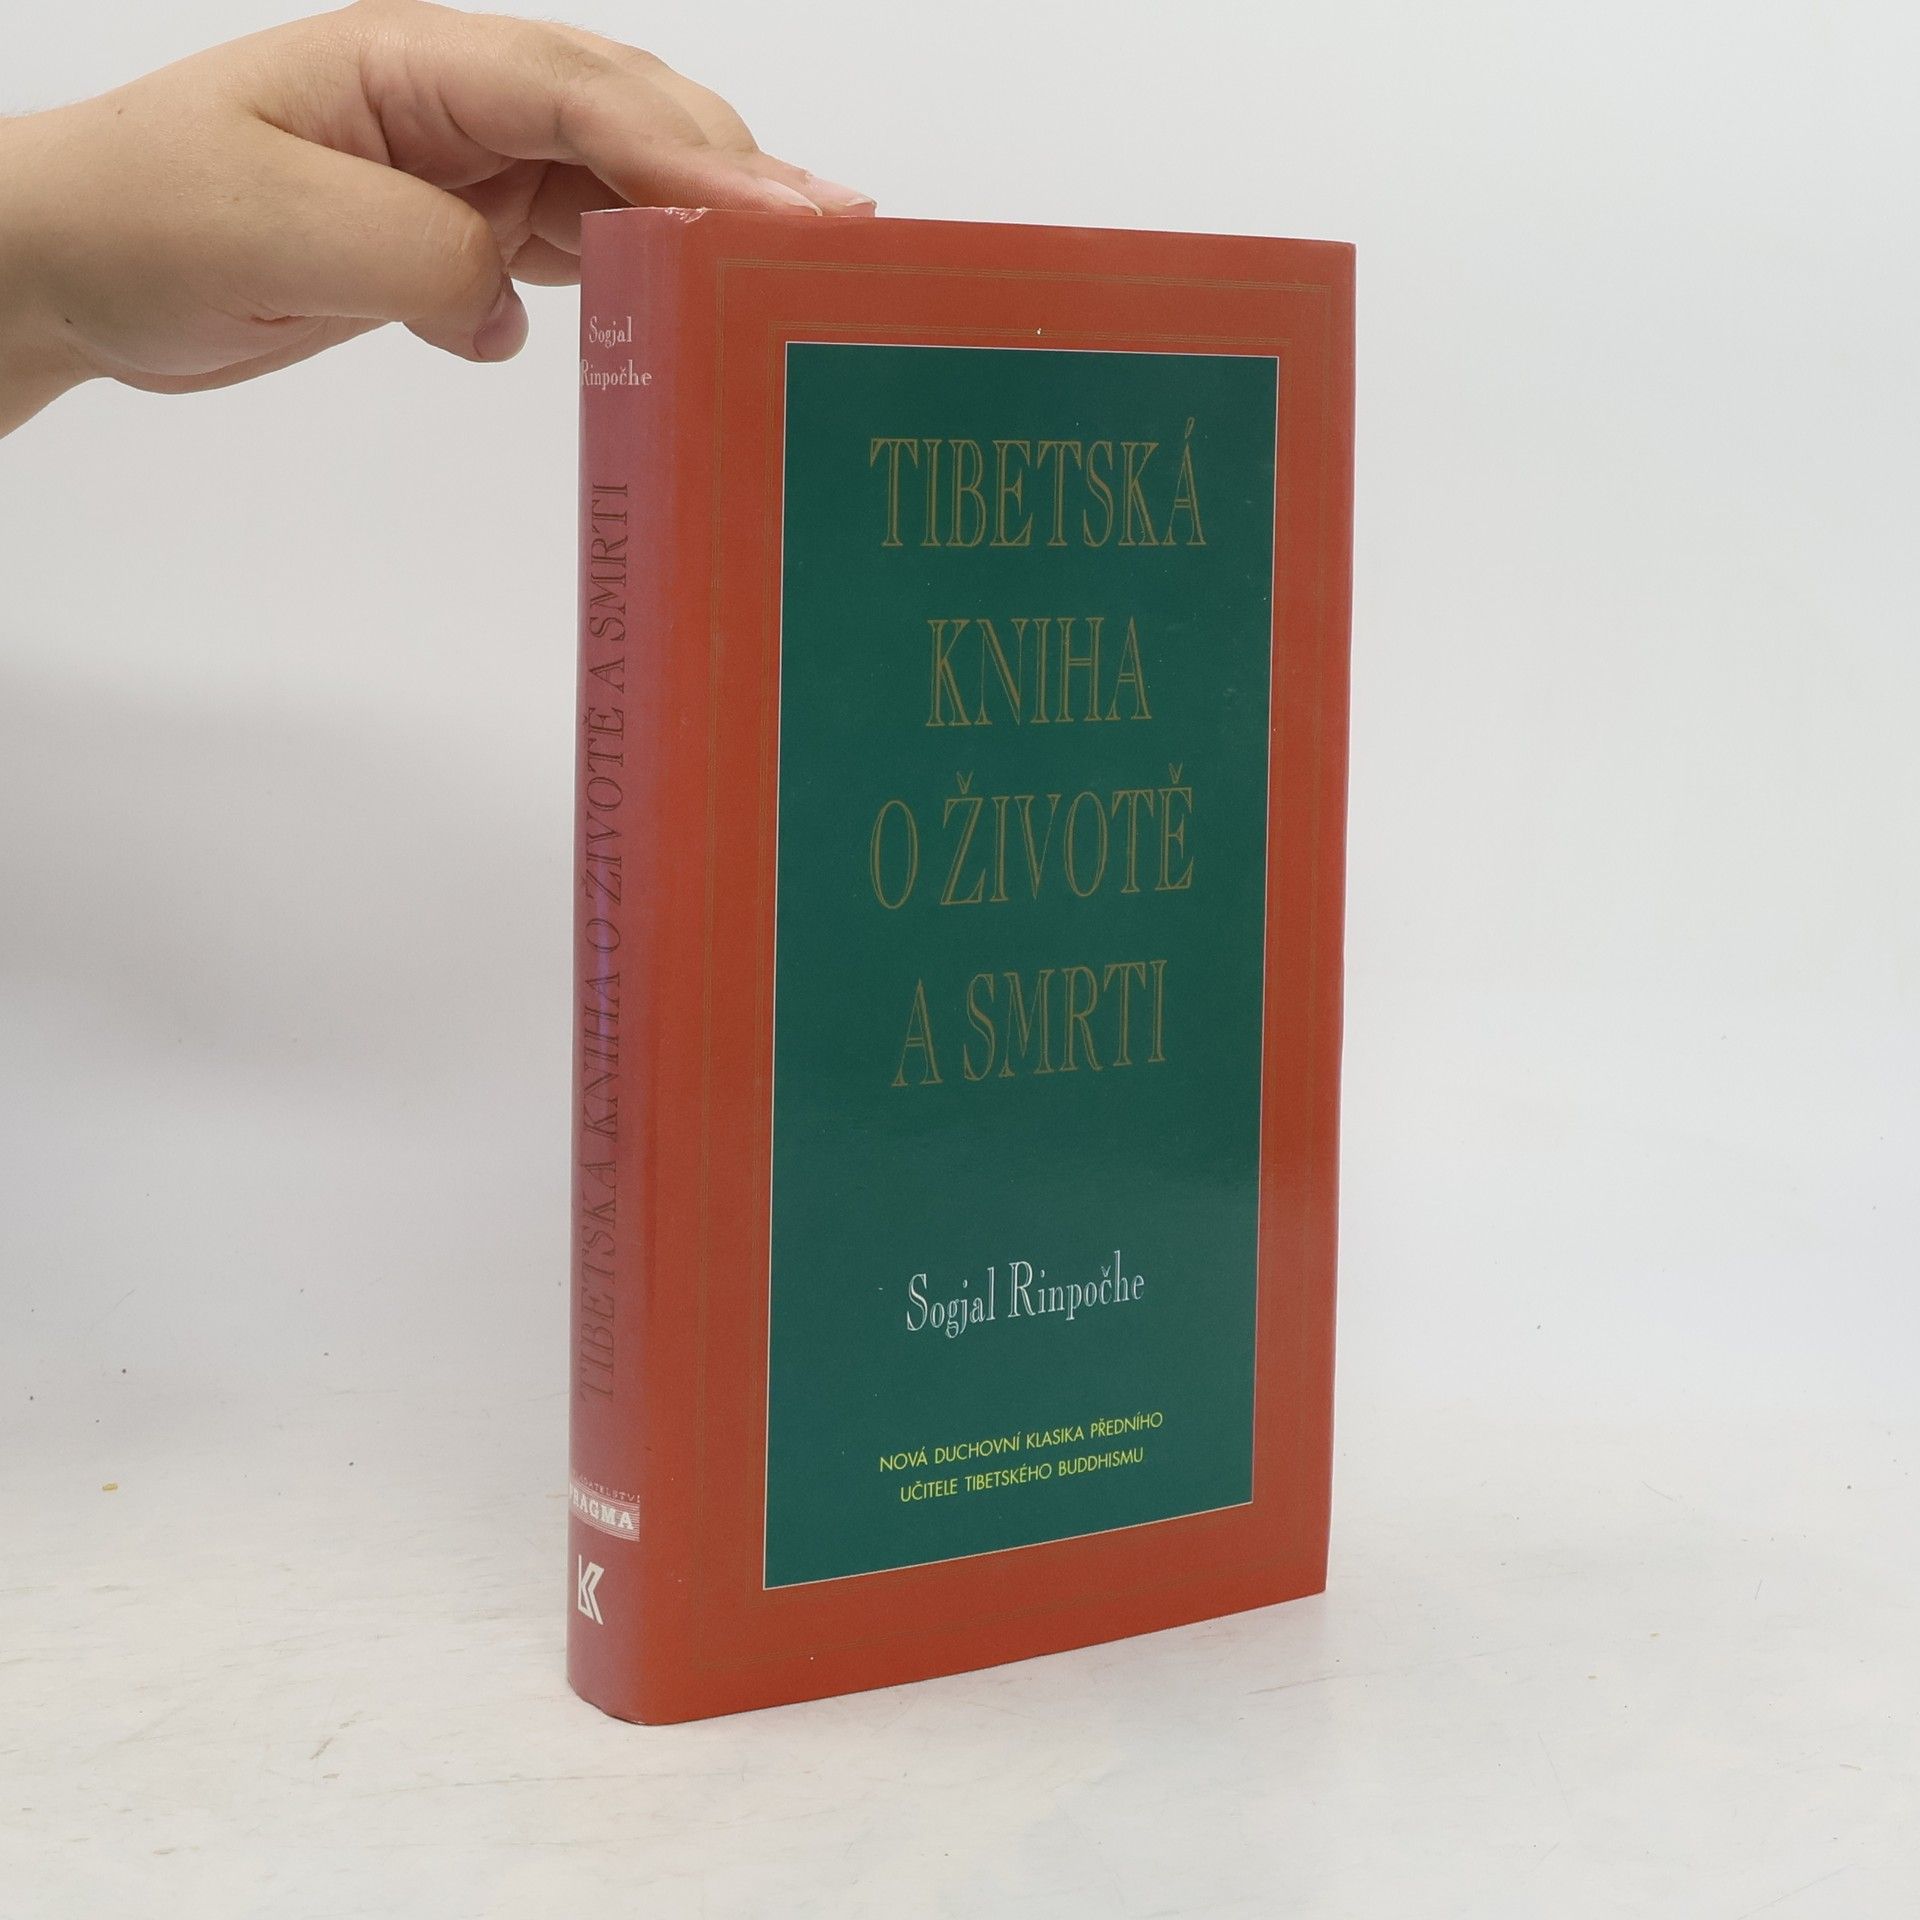 Sogjal
Rinpočhe
TIBETSKÁ KNIHA O ŽIVOTĚ A SMRTI
PRAGMA
TIBETSKÁ
KNIHA
O ŽIVOTĚ
A SMRTI
Sogjal Rinpočhe
NOVÁ DUCHOVNÍ KLASIKA PŘEDNÍHO
UČITELE TIBETSKÉHO BUDDHISMU